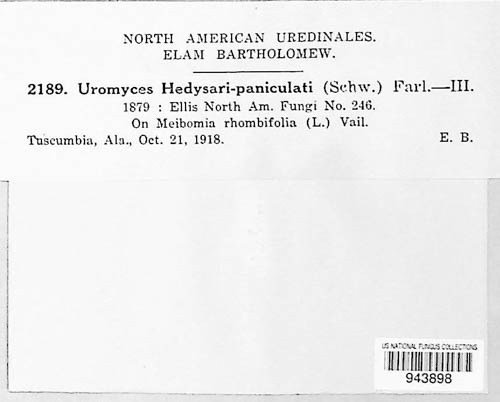 NORTH AMERICAN UREDINALES.
ELAM BARTHOLOMEW.
2189. Uromyces Hedysari-paniculati (Schw.) Farl.—III.
1879 : Ellis North Am. Fungi No. 246.
On Meibomia rhombifolia (L.) Vail.
Tuscumbia, Ala., Oct. 21, 1918. E. B.
US NATIONAL FUNGUS COLLECTIONS
943898